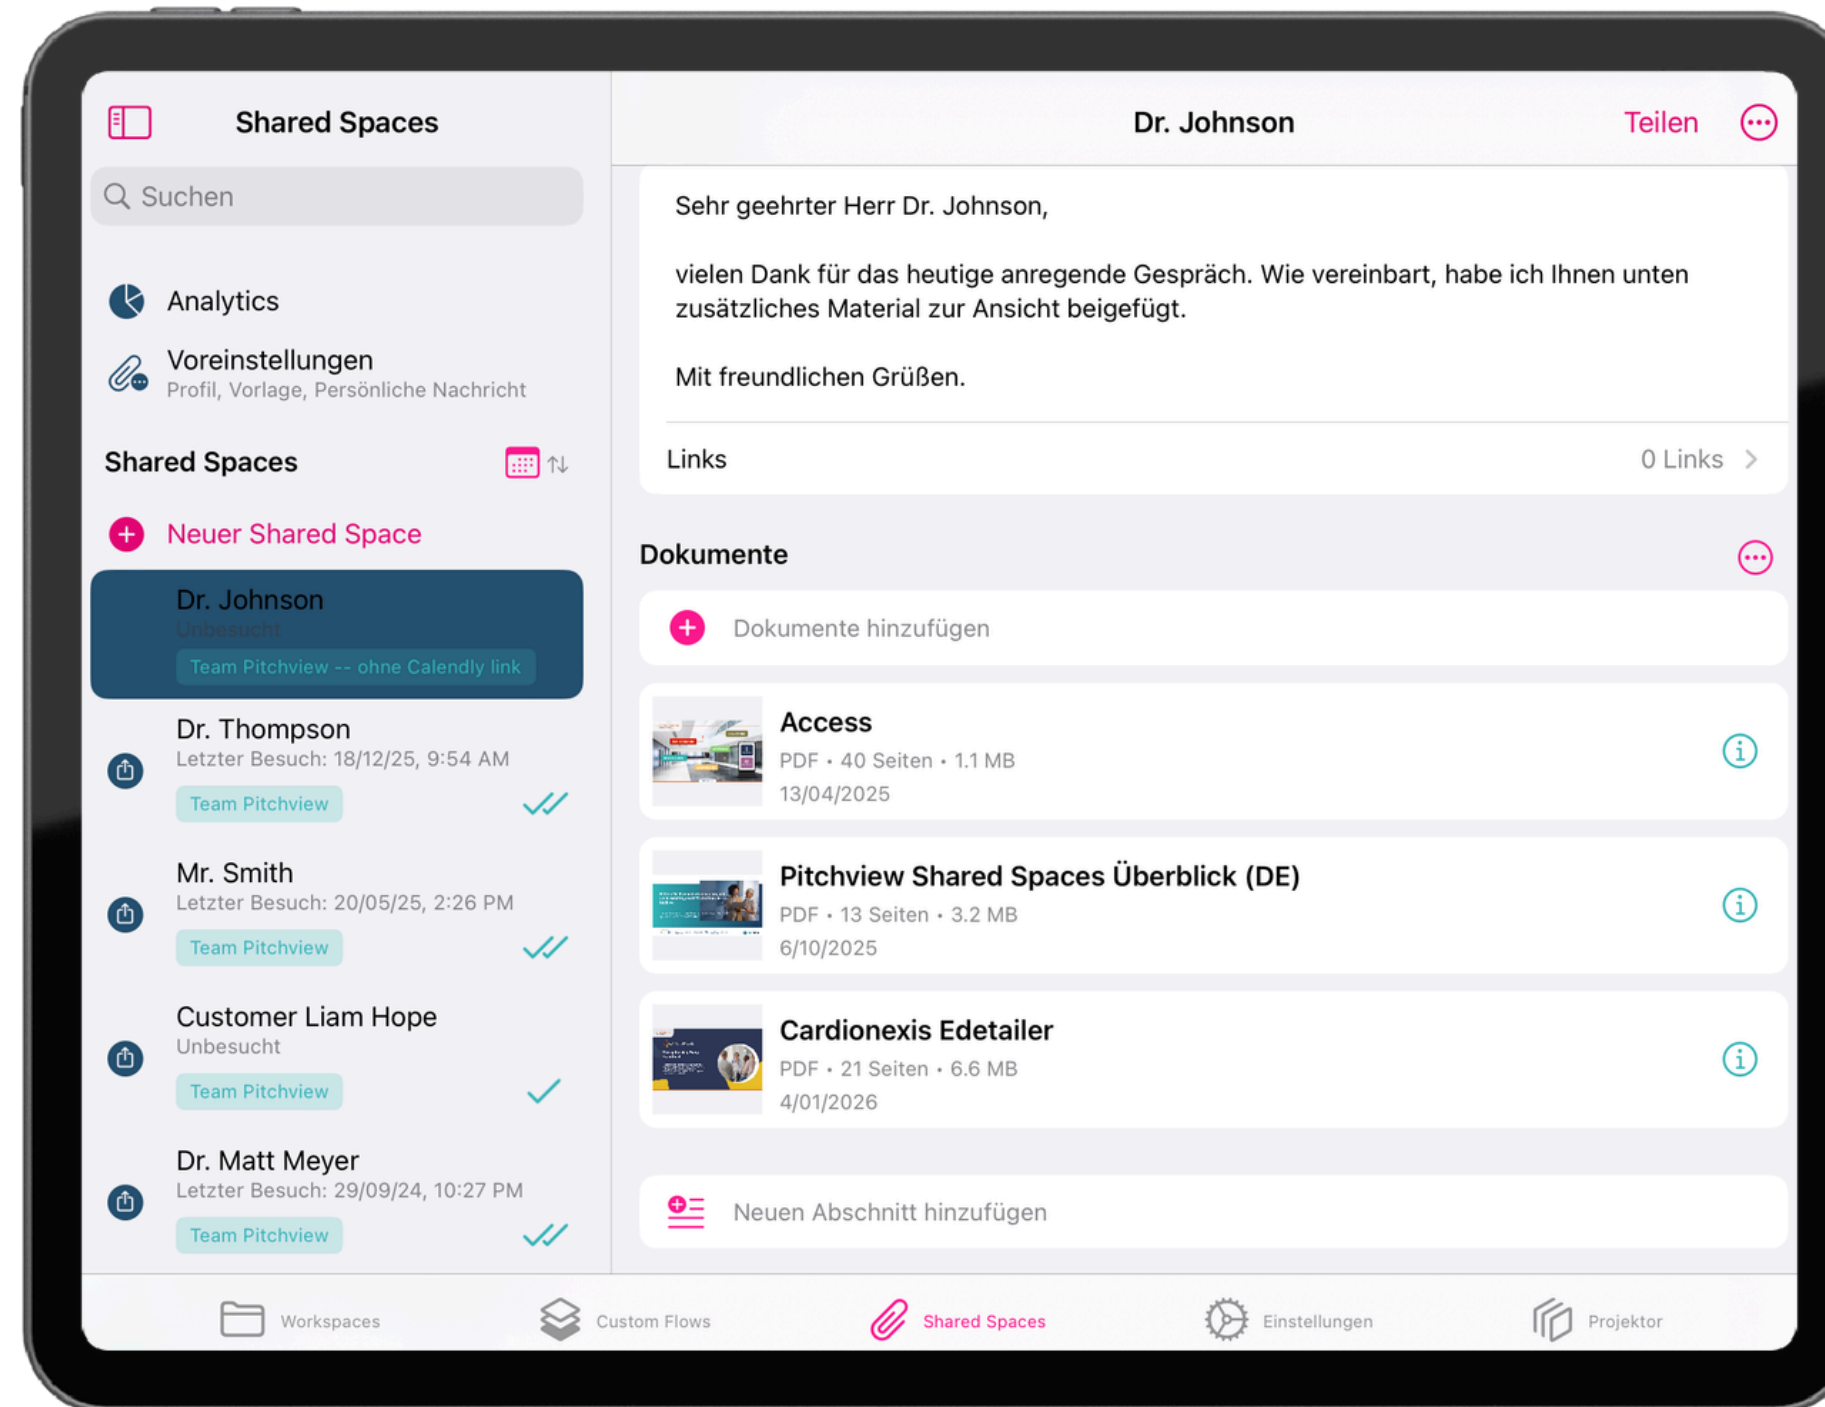 Shared Spaces
Suchen
Analytics
Voreinstellungen
Profil, Vorlage, Persönliche Nachricht
Shared Spaces
Neuer Shared Space
Dr. Johnson
Unbesucht
Team Pitchview -- ohne Calendly link
Dr. Thompson
Letzter Besuch: 18/12/25, 9:54 AM
Team Pitchview
Mr. Smith
Letzter Besuch: 20/05/25, 2:26 PM
Team Pitchview
Customer Liam Hope
Unbesucht
Team Pitchview
Dr. Matt Meyer
Letzter Besuch: 29/09/24, 10:27 PM
Team Pitchview
Dr. Johnson
Teilen
Sehr geehrter Herr Dr. Johnson,
vielen Dank für das heutige anregende Gespräch. Wie vereinbart, habe ich Ihnen unten
zusätzliches Material zur Ansicht beigefügt.
Mit freundlichen Grüßen.
Links 0 Links
Dokumente
Dokumente hinzufügen
Access
PDF • 40 Seiten • 1.1 MB
13/04/2025
Pitchview Shared Spaces Überblick (DE)
PDF • 13 Seiten • 3.2 MB
6/10/2025
Cardionexis Edetailer
PDF • 21 Seiten • 6.6 MB
4/01/2026
Neuen Abschnitt hinzufügen
Workspaces Custom Flows Shared Spaces Einstellungen Projektor